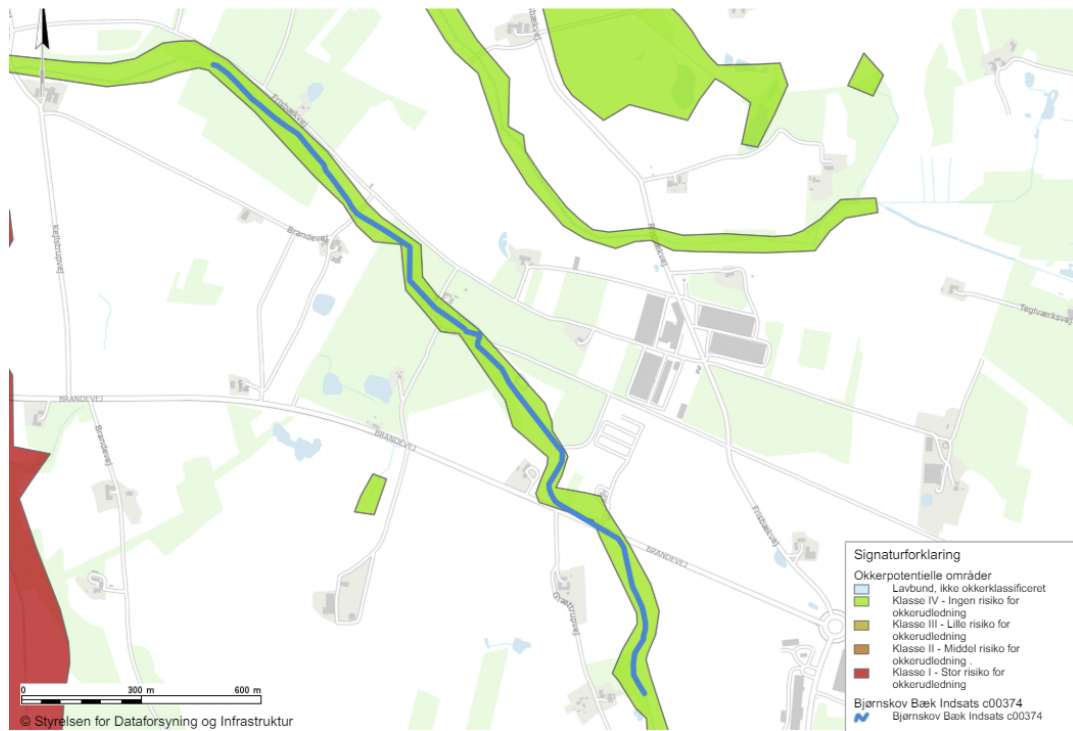 Frisbækvej
Kejlstrupvej
Brandevej
Frisbækvej
Teglværksvej
BRANDEVEJ
Brandevej
BRANDEVEJ
Frisbækvej
BRANDEVEJ
Græstrupvej
Signaturforklaring
Okkerpotentielle områder
Lavbund, ikke okkerklassificeret
Klasse IV - Ingen risiko for
okkerudledning
Klasse III - Lille risiko for
okkerudledning
Klasse II - Middel risiko for
okkerudledning .
Klasse I - Stor risiko for
okkerudledning
Bjørnskov Bæk Indsats c00374
Bjørnskov Bæk Indsats c00374
0 300 m 600 m
© Styrelsen for Dataforsyning og Infrastruktur